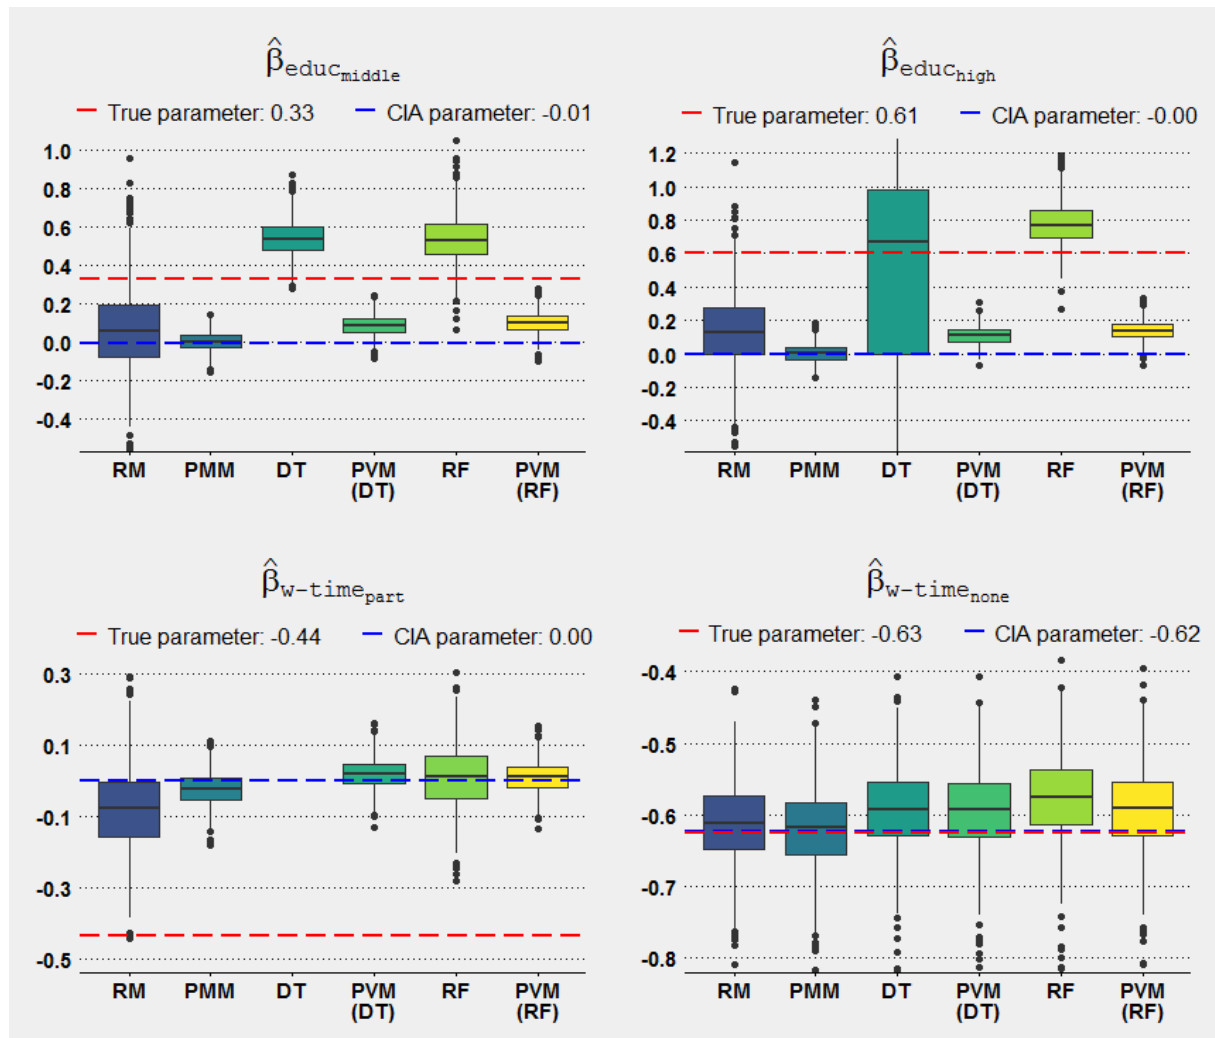 β̂educmiddle
True parameter: 0.33 CIA parameter: -0.01
1.0
0.8
0.6
0.4
0.2
0.0
-0.2
-0.4
RM PMM DT PVM (DT) RF PVM (RF)
β̂educhigh
True parameter: 0.61 CIA parameter: -0.00
1.2
1.0
0.8
0.6
0.4
0.2
0.0
-0.2
-0.4
RM PMM DT PVM (DT) RF PVM (RF)
β̂w-timepart
True parameter: -0.44 CIA parameter: 0.00
0.3
0.1
-0.1
-0.3
-0.5
RM PMM DT PVM (DT) RF PVM (RF)
β̂w-timenone
True parameter: -0.63 CIA parameter: -0.62
-0.4
-0.5
-0.6
-0.7
-0.8
RM PMM DT PVM (DT) RF PVM (RF)